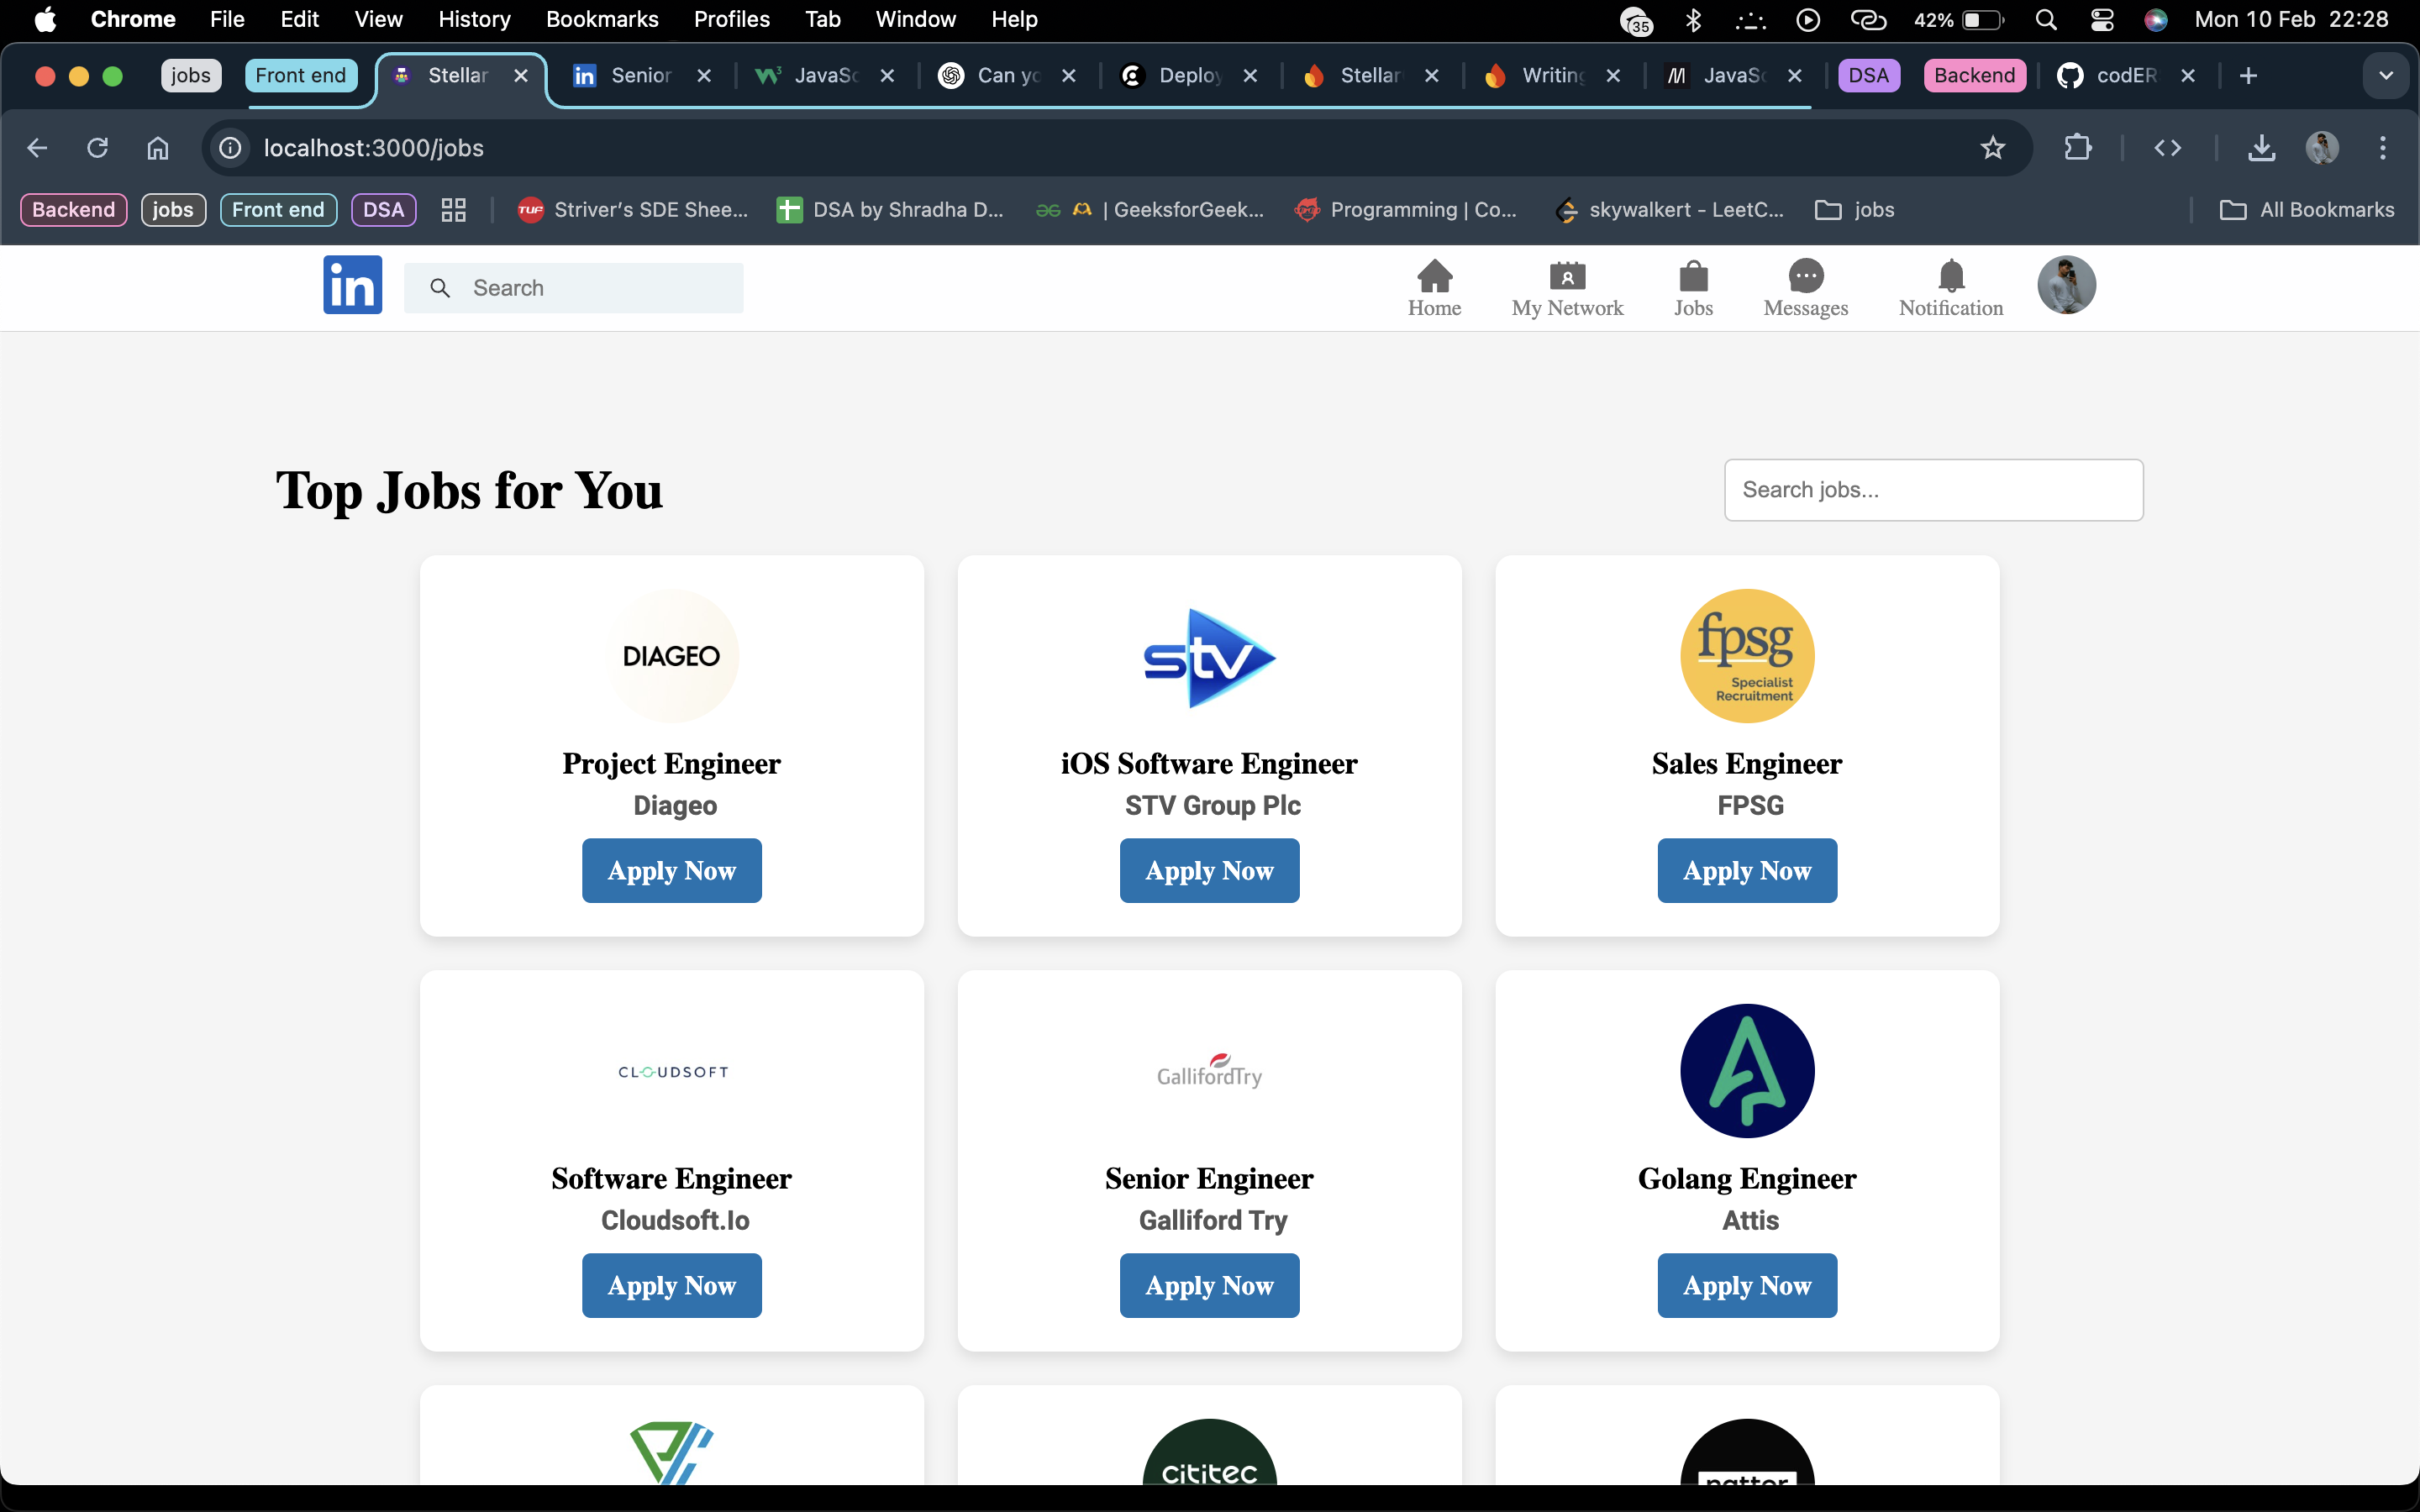 Chrome File Edit View History Bookmarks Profiles Tab Window Help 35 42% Mon 10 Feb 22:28
jobs Front end Stellar Senior JavaSc Can yo Deploy Stellar Writing JavaSc DSA Backend codER
localhost:3000/jobs
Backend jobs Front end DSA TUF Striver's SDE Shee... DSA by Shradha D... | GeeksforGeek... Programming | Co... skywalkert - LeetC... jobs All Bookmarks
in Search Home My Network Jobs Messages Notification
Top Jobs for You Search jobs...
DIAGEO stv fpsg
Specialist
Recruitment
Project Engineer iOS Software Engineer Sales Engineer
Diageo STV Group Plc FPSG
Apply Now Apply Now Apply Now
CLOUDSOFT GallifordTry
Software Engineer Senior Engineer Golang Engineer
Cloudsoft.Io Galliford Try Attis
Apply Now Apply Now Apply Now
cititec